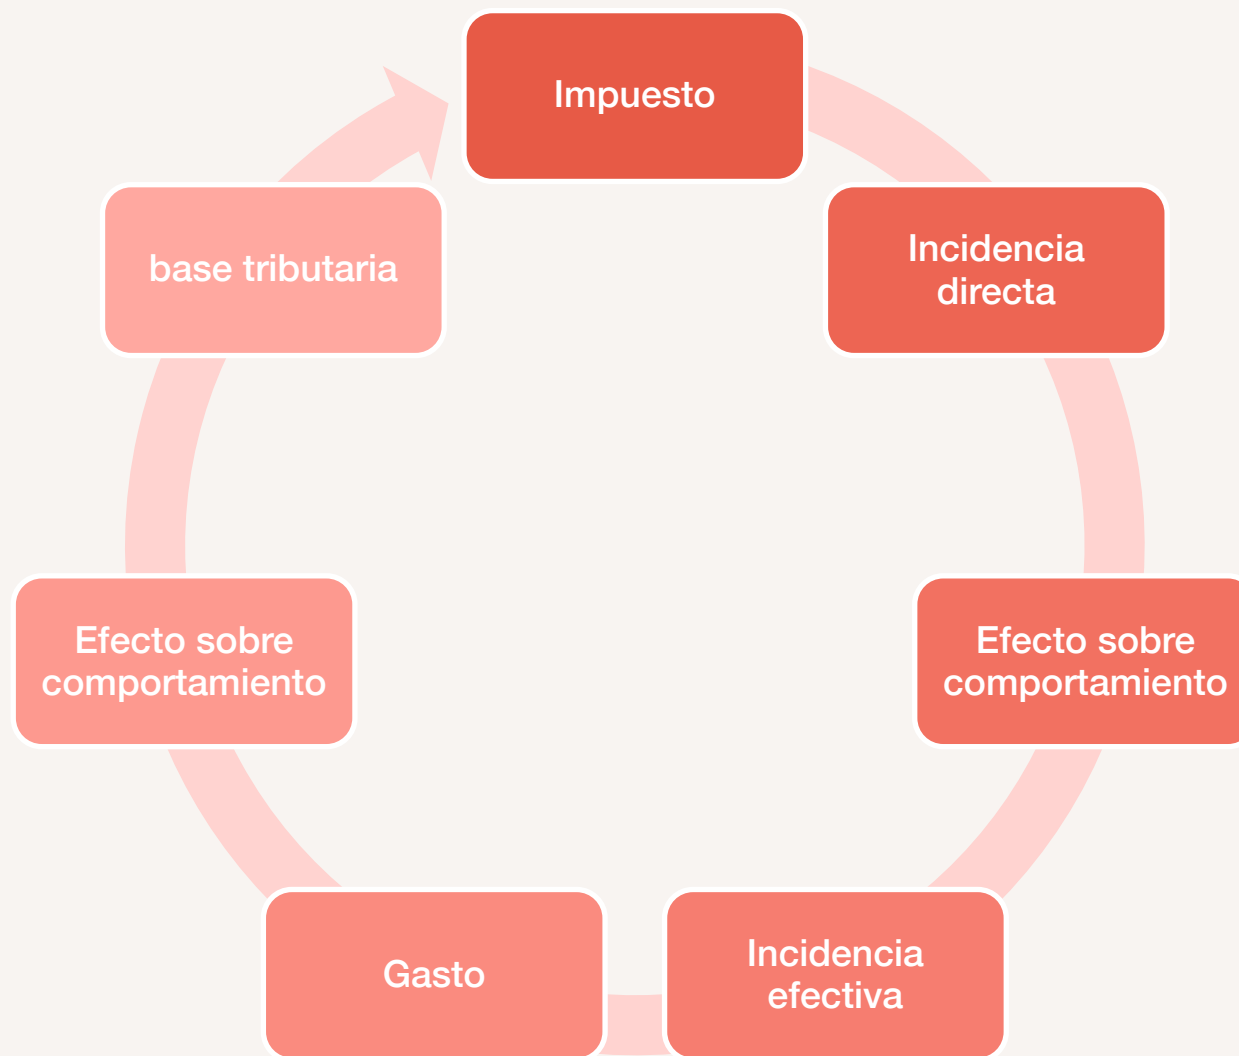 Impuesto
Incidencia
directa
Efecto sobre
comportamiento
Incidencia
efectiva
Gasto
Efecto sobre
comportamiento
base tributaria